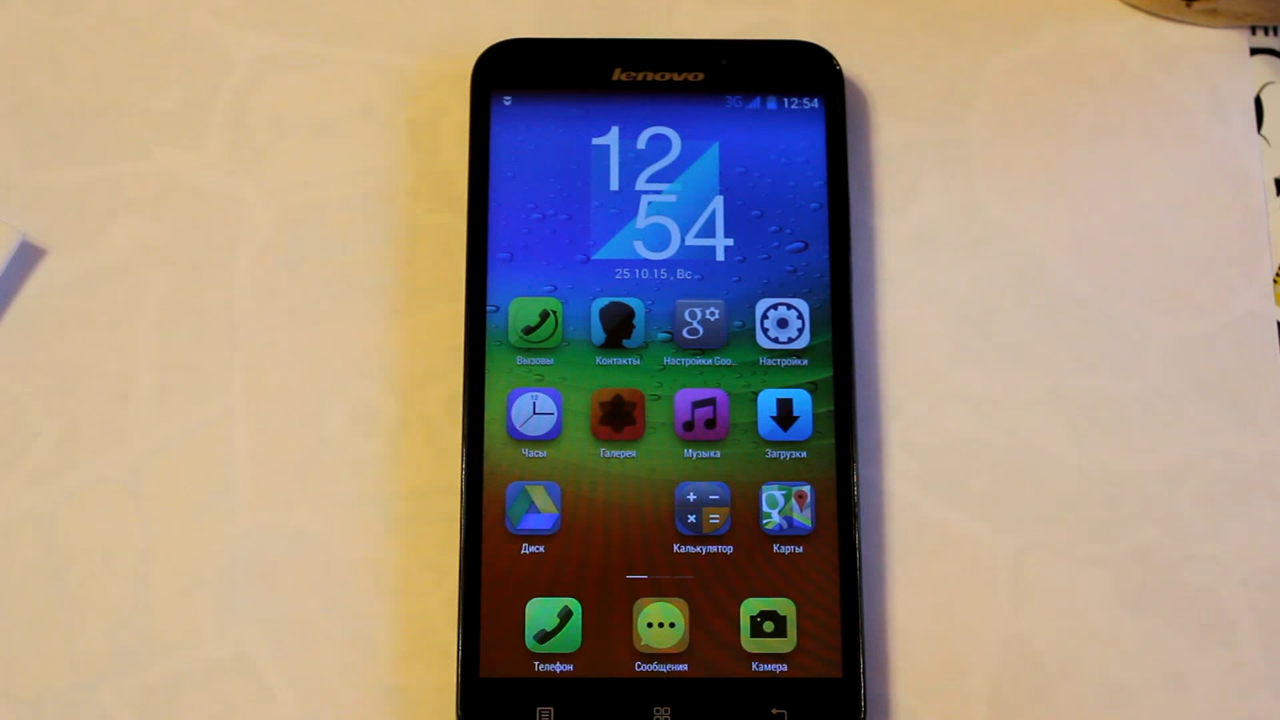 lenovo
3G 12:54
12
54
25.10.15 , Вс
Вызовы Контакты Настройки Goo... Настройки
12
Часы Галерея Музыка Загрузки
Диск Калькулятор Карты
Телефон Сообщения Камера